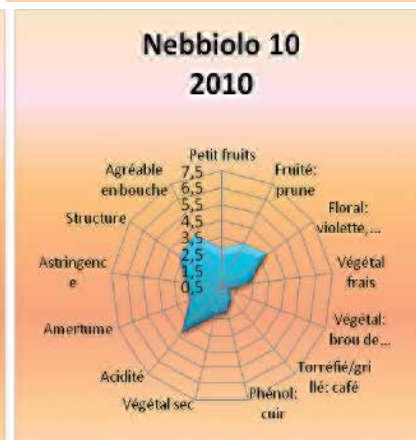 Nebbiolo 10
2010
Petit fruits
Agréable
en bouche
Fruité:
prune
7,5
6,5
5,5
4,5
3,5
2,5
1,5
0,5
Structure
Floral:
violette,...
Astringenc
e
Végétal
frais
Amertume
Végétal:
brou de...
Acidité
Torréfié/gri
llé: café
Végétal sec
Phénol:
cuir